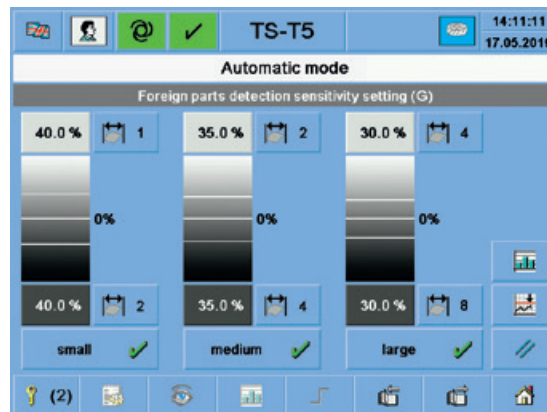 TS-T5
14:11:11
17.05.201
Automatic mode
Foreign parts detection sensitivity setting (G)
40.0 % 1 35.0 % 2 30.0 % 4
0% 0% 0%
40.0 % 2 35.0 % 4 30.0 % 8
small medium large
(2)